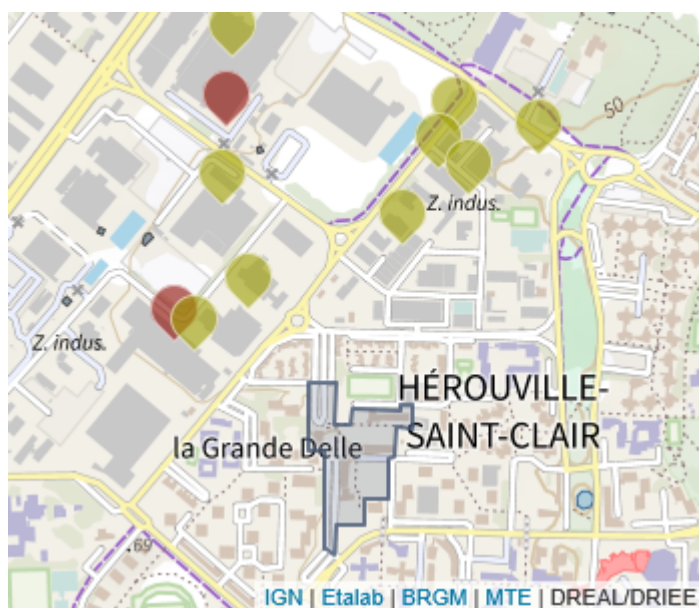 50
Z. indus.
Z. indus.
HÉROUVILLE-
SAINT-CLAIR
la Grande Delle
69
IGN | Etalab | BRGM | MTE | DREAL/DRIEE